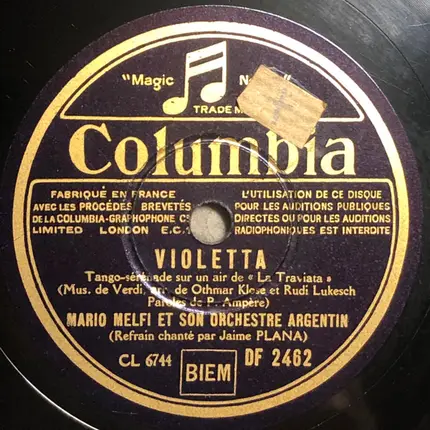 "Magic
TRADE
Columbia
FABRIQUÉ EN FRANCE
AVEC LES PROCÉDÉS BREVETÉS
DE LA COLUMBIA-GRAPHOPHONE
LIMITED LONDON E.C.1
L'UTILISATION DE CE DISQUE
POUR LES AUDITIONS PUBLIQUES
DIRECTES OU POUR LES AUDITIONS
RADIOPHONIQUES EST INTERDITE
VIOLETTA
Tango-sérénade sur un air de « La Traviata »
(Mus. de Verdi, arr. de Othmar Klose et Rudi Lukesch
Paroles de P. Ampère)
MARIO MELFI ET SON ORCHESTRE ARGENTIN
(Refrain chanté par Jaime PLANA)
CL 6744
BIEM
DF 2462